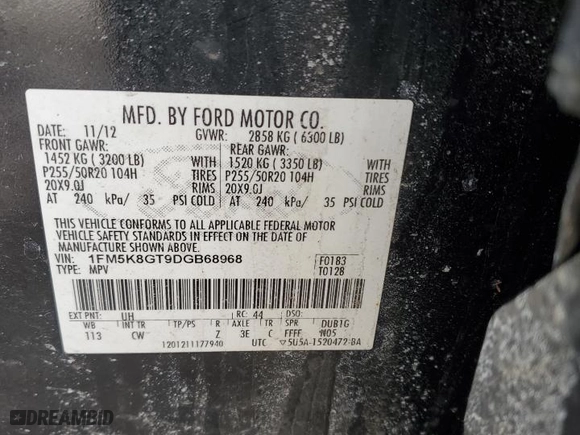 MFD. BY FORD MOTOR CO.
DATE: 11/12 GVWR: 2858 KG (6300 LB)
FRONT GAWR: REAR GAWR:
1452 KG (3200 LB) WITH 1520 KG (3350 LB) WITH
P255/50R20 104H TIRES P255/50R20 104H TIRES
20X9.0J RIMS 20X9.0J RIMS
AT 240 kPa/ 35 PSI COLD AT 240 kPa/ 35 PSI COLD
THIS VEHICLE CONFORMS TO ALL APPLICABLE FEDERAL MOTOR
VEHICLE SAFETY STANDARDS IN EFFECT ON THE DATE OF
MANUFACTURE SHOWN ABOVE.
VIN: 1FM5K8GT9DGB68968 F0183
TYPE: MPV T0128
EXT PNT: UH RC: 44 DSO:
WB BRK INT TR TP/PS R AXLE TR SPR DUB1G
113 CW Z 3E C FFFF W05
1201211177940 UTC ▽5U5A-1520472-BA
DREAMBID